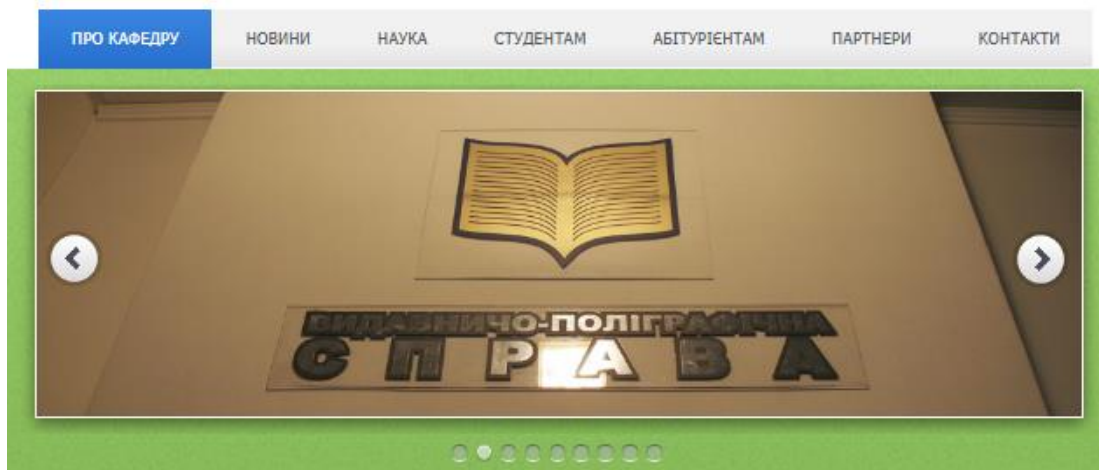 ПРО КАФЕДРУ НОВИНИ НАУКА СТУДЕНТАМ АБІТУРІЄНТАМ ПАРТНЕРИ КОНТАКТИ
ВИДАВНИЧО-ПОЛІГРАФІЧНА
СПРАВА